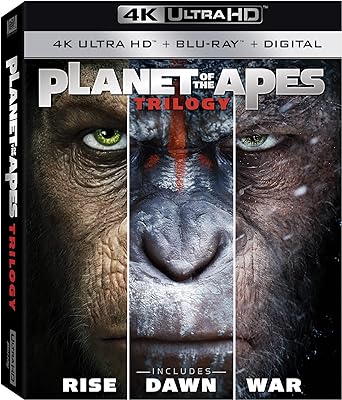 4K ULTRA HD
4K ULTRA HD + BLU-RAY + DIGITAL
PLANET OF THE APES
TRILOGY
INCLUDES
RISE DAWN WAR
PLANET OF THE APES TRILOGY